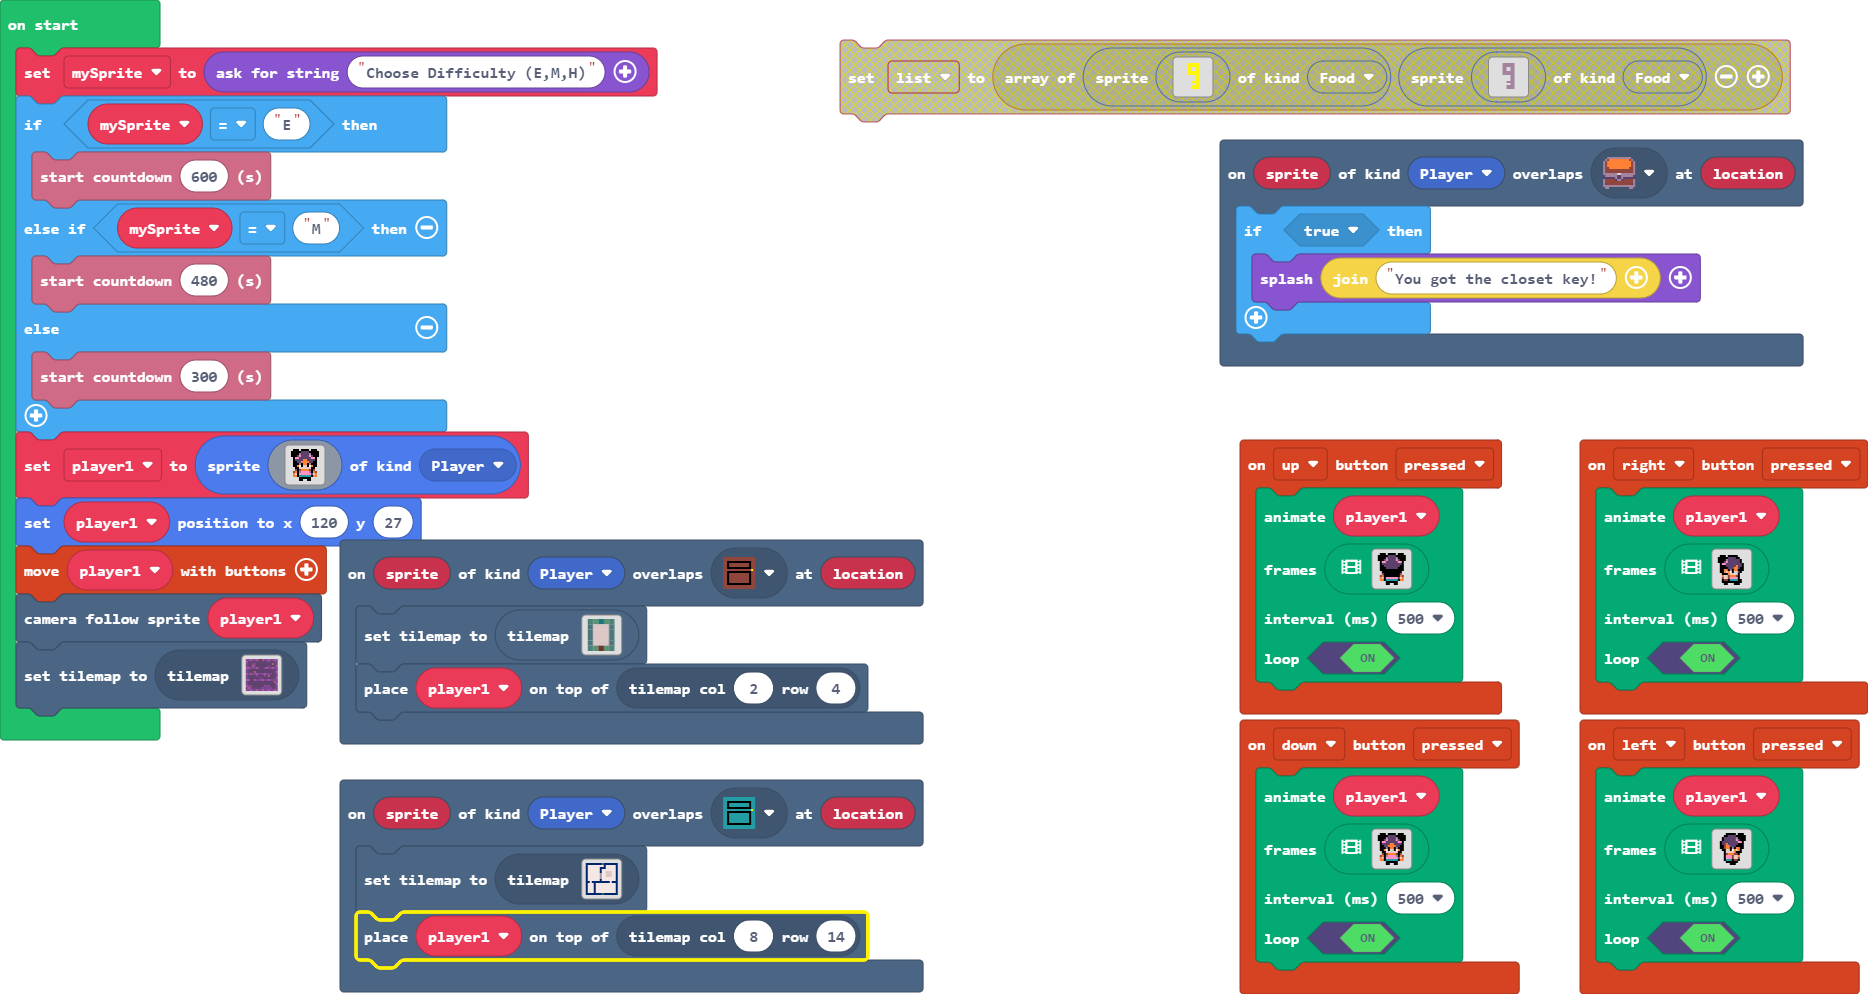 on start
set mySprite to ask for string "Choose Difficulty (E,M,H)"
if mySprite = "E" then
start countdown 600 (s)
else if mySprite = "M" then
start countdown 480 (s)
else
start countdown 300 (s)
set player1 to sprite of kind Player
set player1 position to x 120 y 27
move player1 with buttons
camera follow sprite player1
set tilemap to tilemap
on sprite of kind Player overlaps at location
set tilemap to tilemap
place player1 on top of tilemap col 2 row 4
on sprite of kind Player overlaps at location
set tilemap to tilemap
place player1 on top of tilemap col 8 row 14
set list to array of sprite of kind Food sprite of kind Food
on sprite of kind Player overlaps at location
if true then
splash join "You got the closet key!"
on up button pressed
animate player1
frames
interval (ms) 500
loop ON
on right button pressed
animate player1
frames
interval (ms) 500
loop ON
on down button pressed
animate player1
frames
interval (ms) 500
loop ON
on left button pressed
animate player1
frames
interval (ms) 500
loop ON